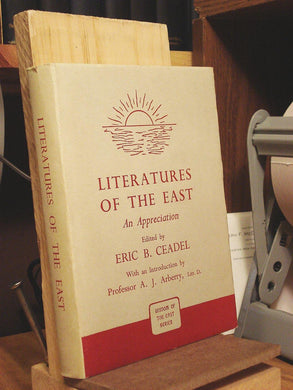 LITERATURES OF THE EAST
LITERATURES
OF THE EAST
An Appreciation
Edited by
ERIC B. CEADEL
With an Introduction by
Professor A. J. Arberry, Litt.D.
WISDOM OF
THE EAST
SERIES